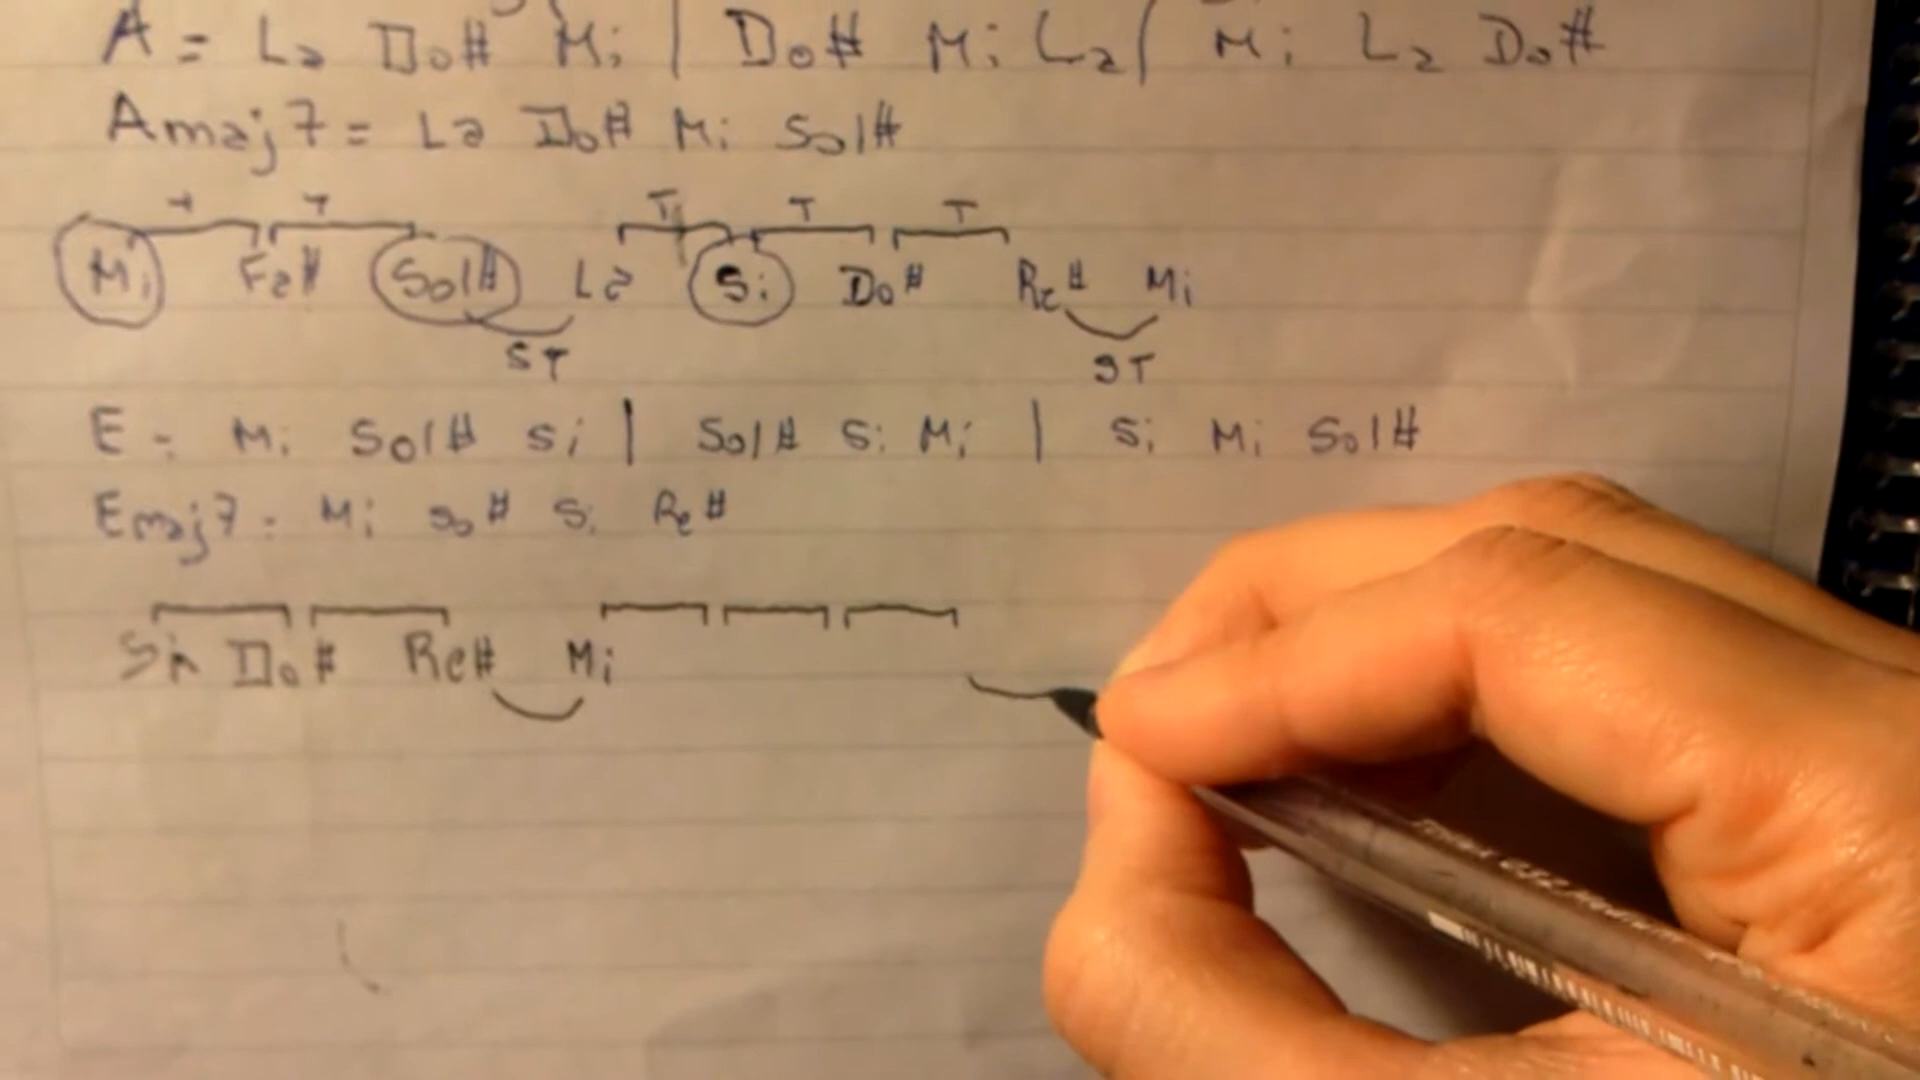 A = La Do# Mi | Do# Mi La | Mi La Do#
Amaj7 = La Do# Mi Sol#
T T T T T
Mi Fa# Sol# La Si Do# Re# Mi
ST ST
E = Mi Sol# Si | Sol# Si Mi | Si Mi Sol#
Emaj7 = Mi So# Si Re#
Si Do# Re# Mi